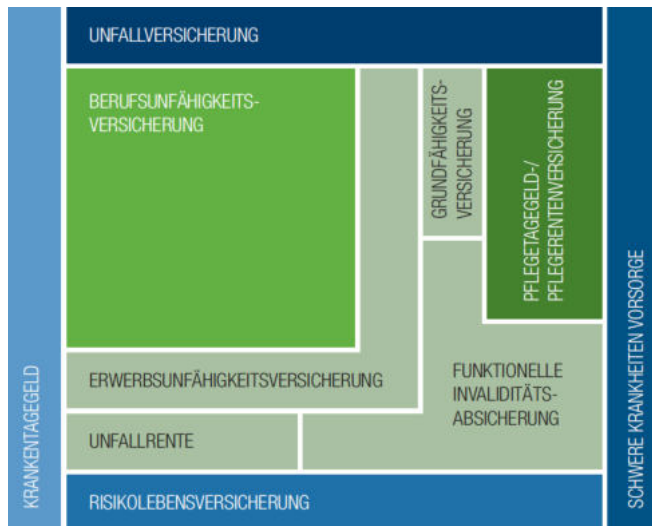 UNFALLVERSICHERUNG
BERUFSUNFÄHIGKEITS-
VERSICHERUNG
GRUNDFÄHIGKEITS-
VERSICHERUNG
PFLEGETAGEGELD-/
PFLEGERENTENVERSICHERUNG
ERWERBSUNFÄHIGKEITSVERSICHERUNG
FUNKTIONELLE
INVALIDITÄTS-
ABSICHERUNG
UNFALLRENTE
RISIKOLEBENSVERSICHERUNG
KRANKENTAGEGELD
SCHWERE KRANKHEITEN VORSORGE